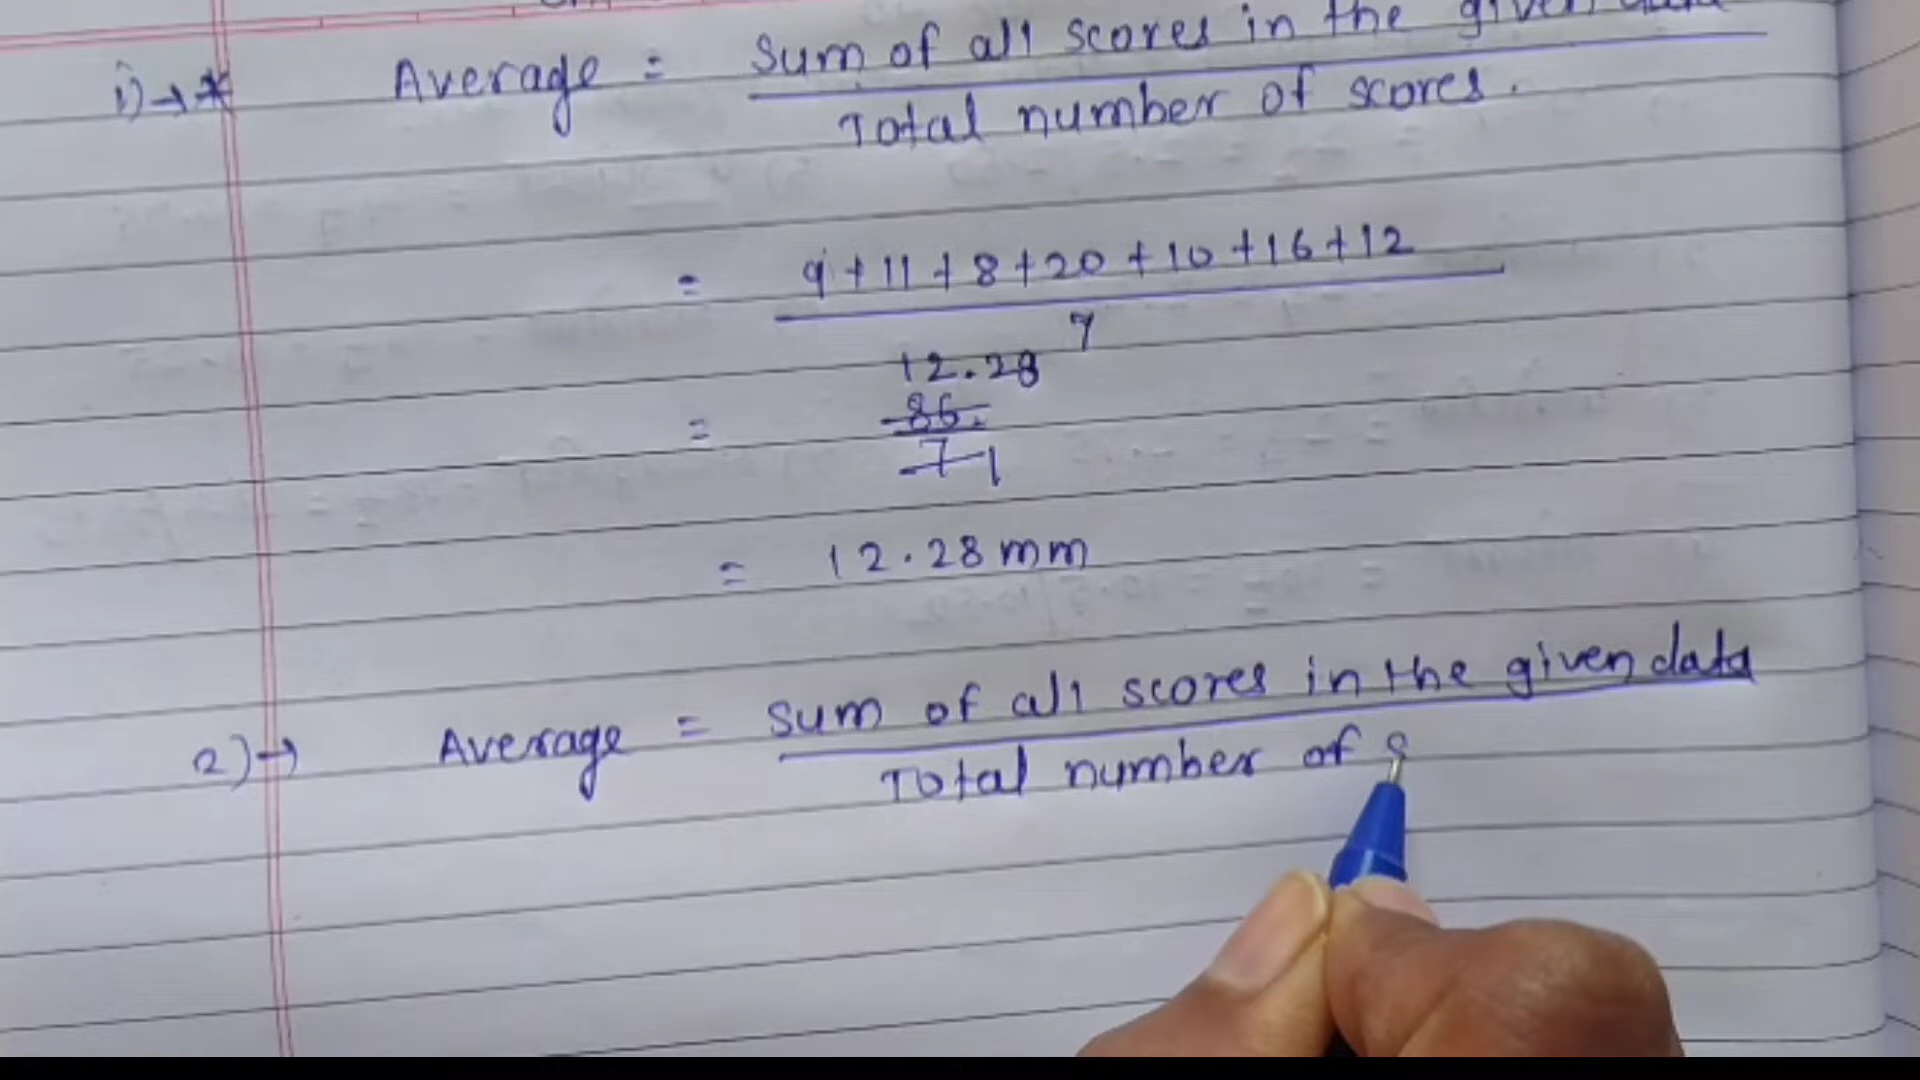 i)→* Average = Sum of all scores in the given data
Total number of scores.
= 9+11+8+20+10+16+12
7
12.28
= 86
7 1
= 12.28 mm
2)→ Average = Sum of all scores in the given data
Total number of s